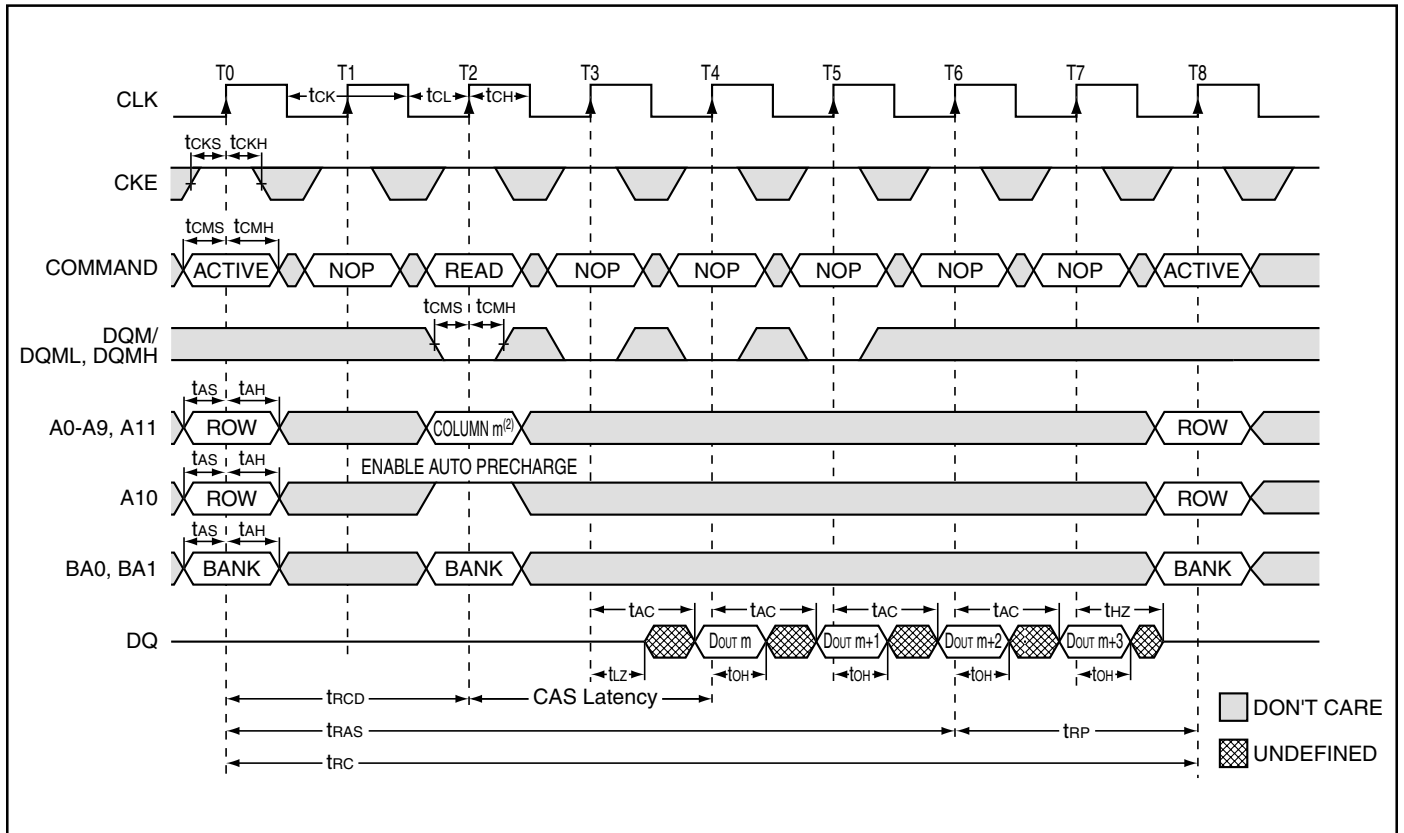 T0 T1 T2 T3 T4 T5 T6 T7 T8
CLK tCK tCL tCH
tCKS tCKH
CKE
tCMS tCMH
COMMAND ACTIVE NOP READ NOP NOP NOP NOP NOP ACTIVE
tCMS tCMH
DQM/
DQML, DQMH
tAS tAH
A0-A9, A11 ROW COLUMN m(2) ROW
tAS tAH ENABLE AUTO PRECHARGE
A10 ROW ROW
tAS tAH
BA0, BA1 BANK BANK BANK
tAC tAC tAC tAC tHZ
DQ DOUT m DOUT m+1 DOUT m+2 DOUT m+3
tLZ tOH tOH tOH tOH
tRCD CAS Latency
DON'T CARE
tRAS tRP
UNDEFINED
tRC